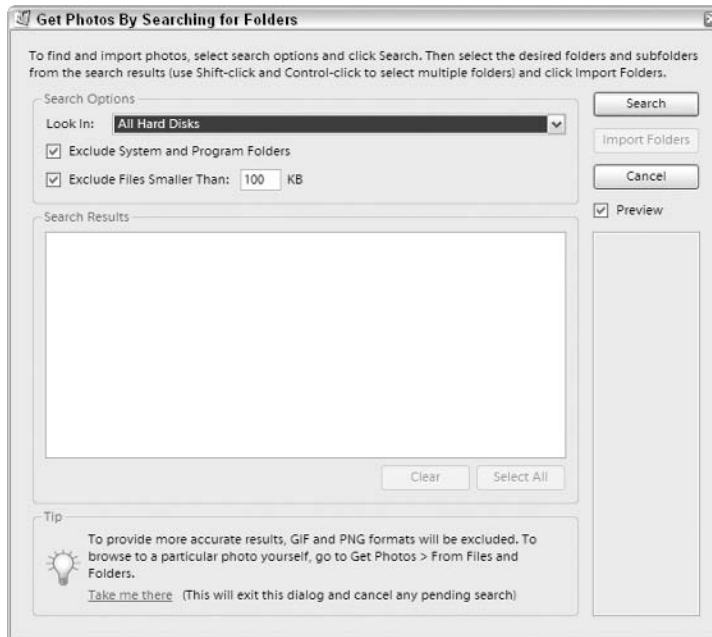 Get Photos By Searching for Folders
To find and import photos, select search options and click Search. Then select the desired folders and subfolders
from the search results (use Shift-click and Control-click to select multiple folders) and click Import Folders.
Search Options
Look In: All Hard Disks
Exclude System and Program Folders
Exclude Files Smaller Than: 100 KB
Search
Import Folders
Cancel
Preview
Search Results
Clear Select All
Tip
To provide more accurate results, GIF and PNG formats will be excluded. To
browse to a particular photo yourself, go to Get Photos > From Files and
Folders.
Take me there (This will exit this dialog and cancel any pending search)